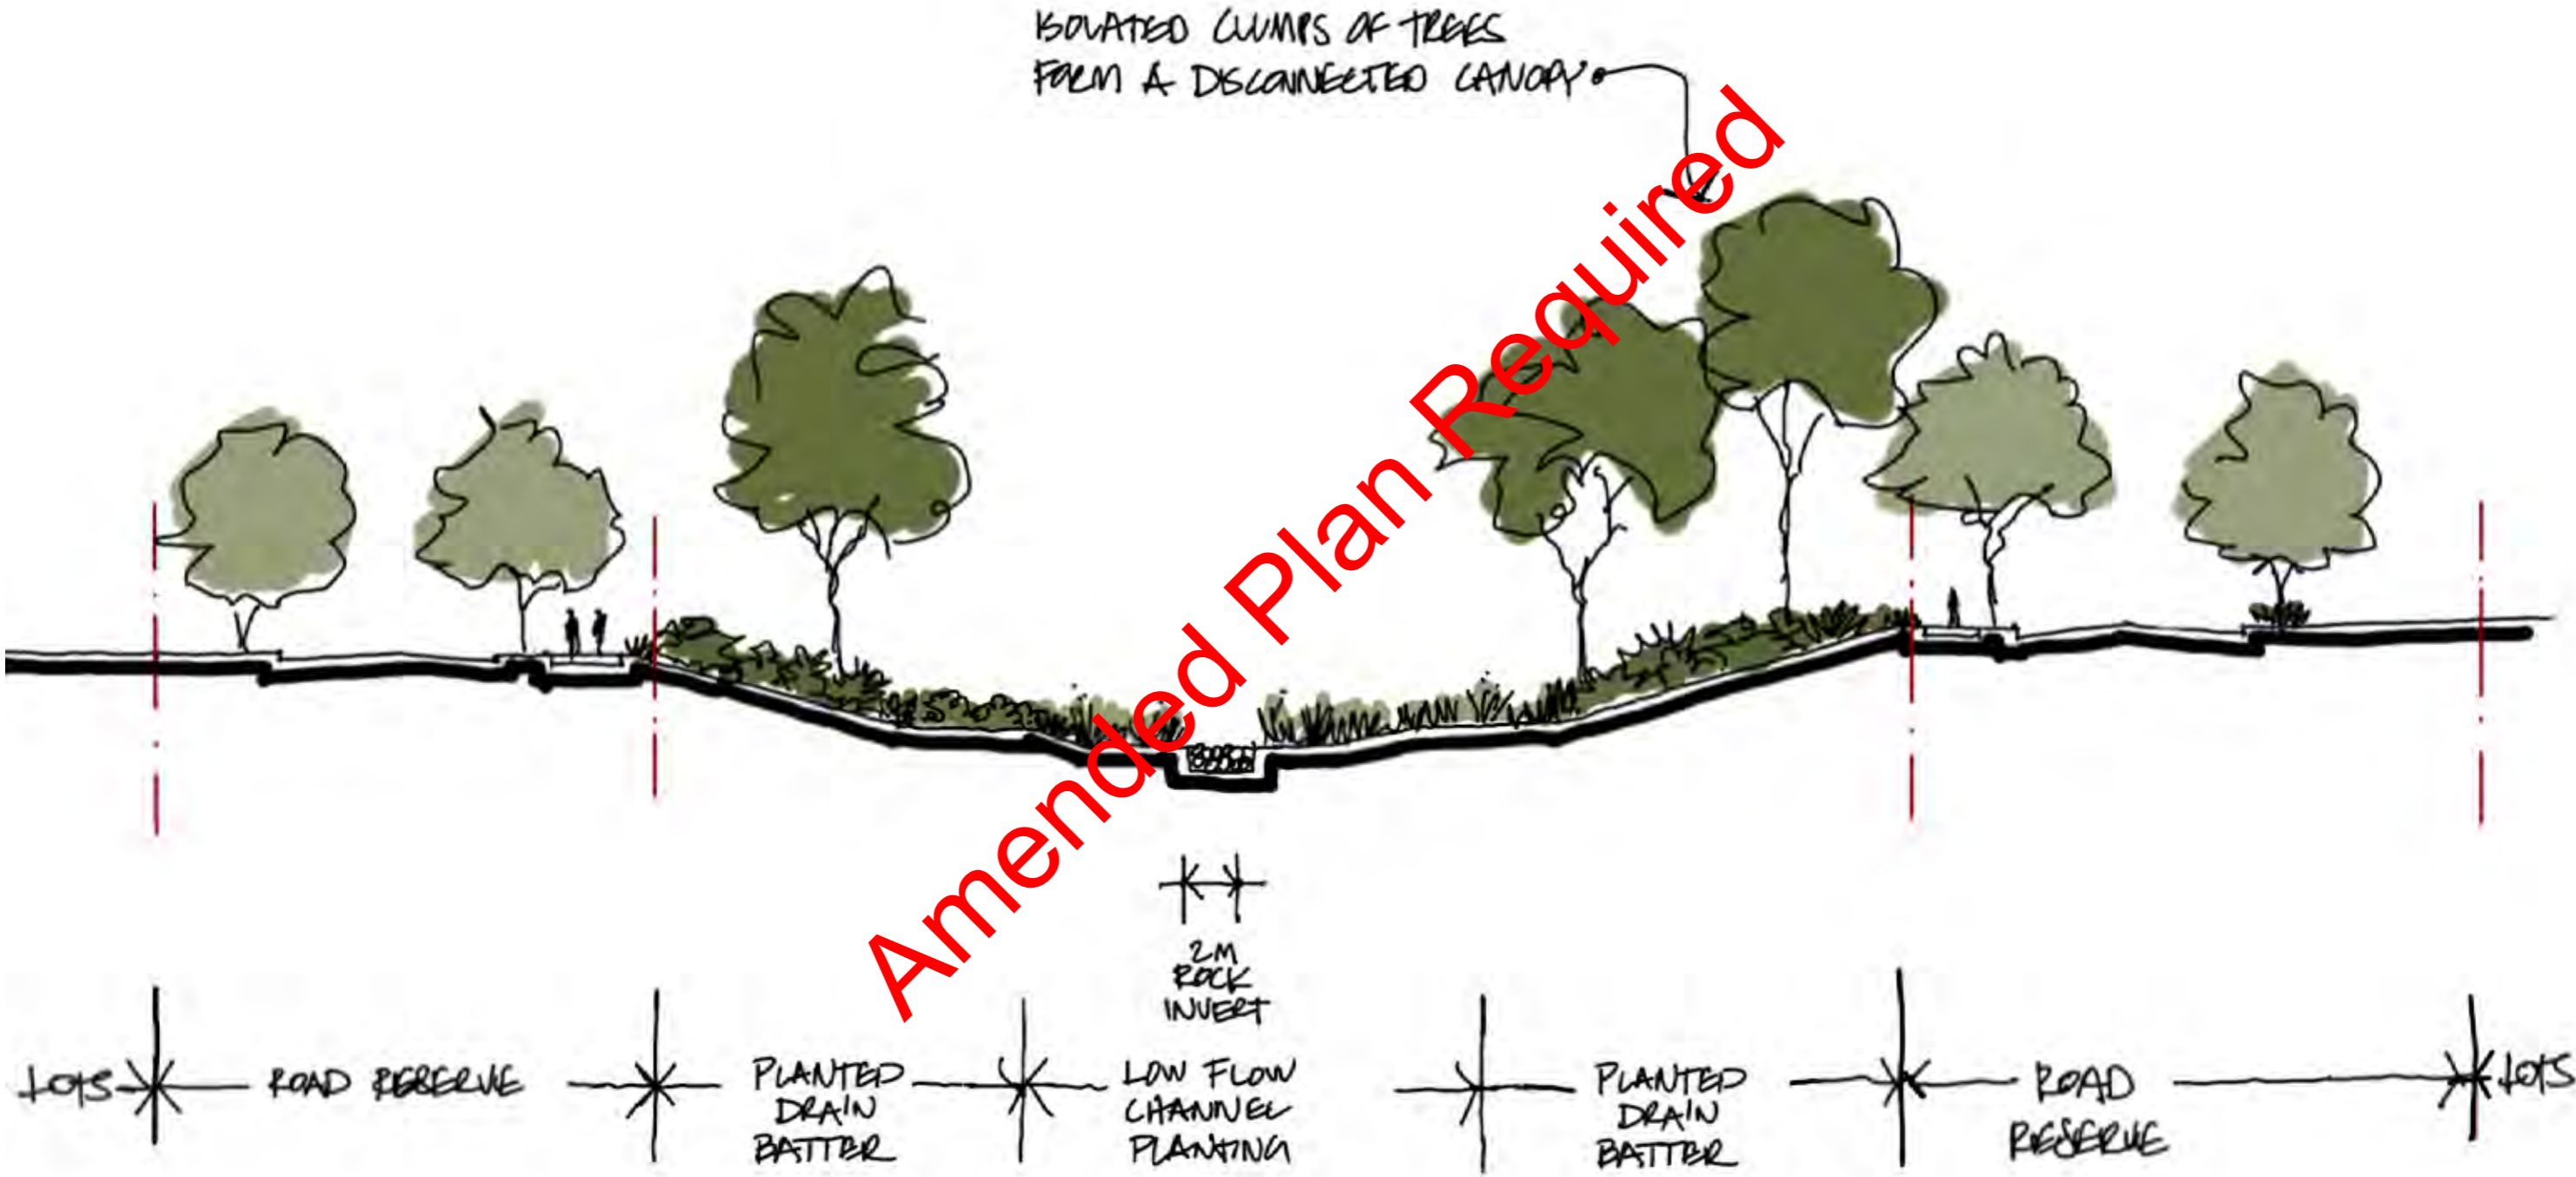 ISOLATED CLUMPS OF TREES
FORM A DISCONNECTED CANOPY
Amended Plan Required
2M
ROCK
INVERT
LOTS
ROAD RESERVE
PLANTED
DRAIN
BATTER
LOW FLOW
CHANNEL
PLANTING
PLANTED
DRAIN
BATTER
ROAD
RESERVE
LOTS